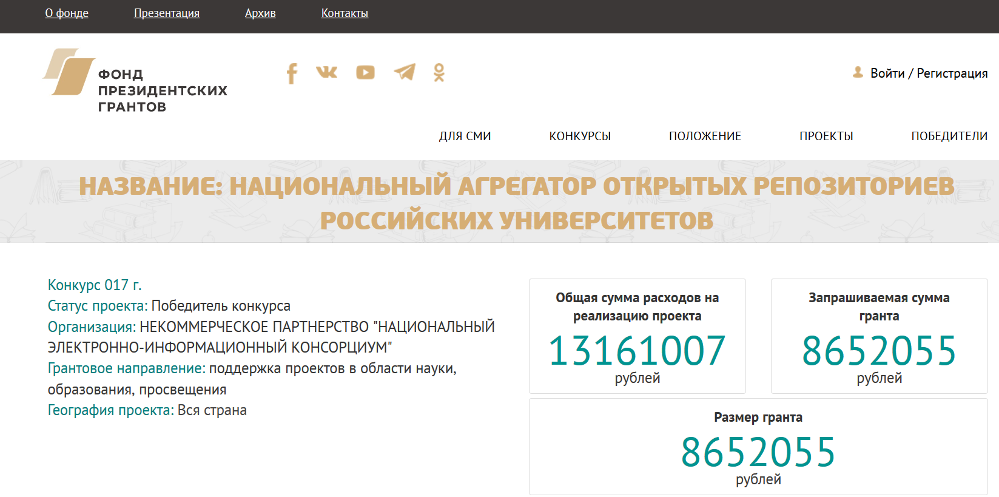 О фонде
Презентация
Архив
Контакты
ФОНД
ПРЕЗИДЕНТСКИХ
ГРАНТОВ
Войти / Регистрация
ДЛЯ СМИ
КОНКУРСЫ
ПОЛОЖЕНИЕ
ПРОЕКТЫ
ПОБЕДИТЕЛИ
НАЗВАНИЕ: НАЦИОНАЛЬНЫЙ АГРЕГАТОР ОТКРЫТЫХ РЕПОЗИТОРИЕВ
РОССИЙСКИХ УНИВЕРСИТЕТОВ
Конкурс 017 г.
Статус проекта: Победитель конкурса
Организация: НЕКОММЕРЧЕСКОЕ ПАРТНЕРСТВО "НАЦИОНАЛЬНЫЙ
ЭЛЕКТРОННО-ИНФОРМАЦИОННЫЙ КОНСОРЦИУМ"
Грантовое направление: поддержка проектов в области науки,
образования, просвещения
География проекта: Вся страна
Общая сумма расходов на
реализацию проекта
13161007
рублей
Запрашиваемая сумма
гранта
8652055
рублей
Размер гранта
8652055
рублей